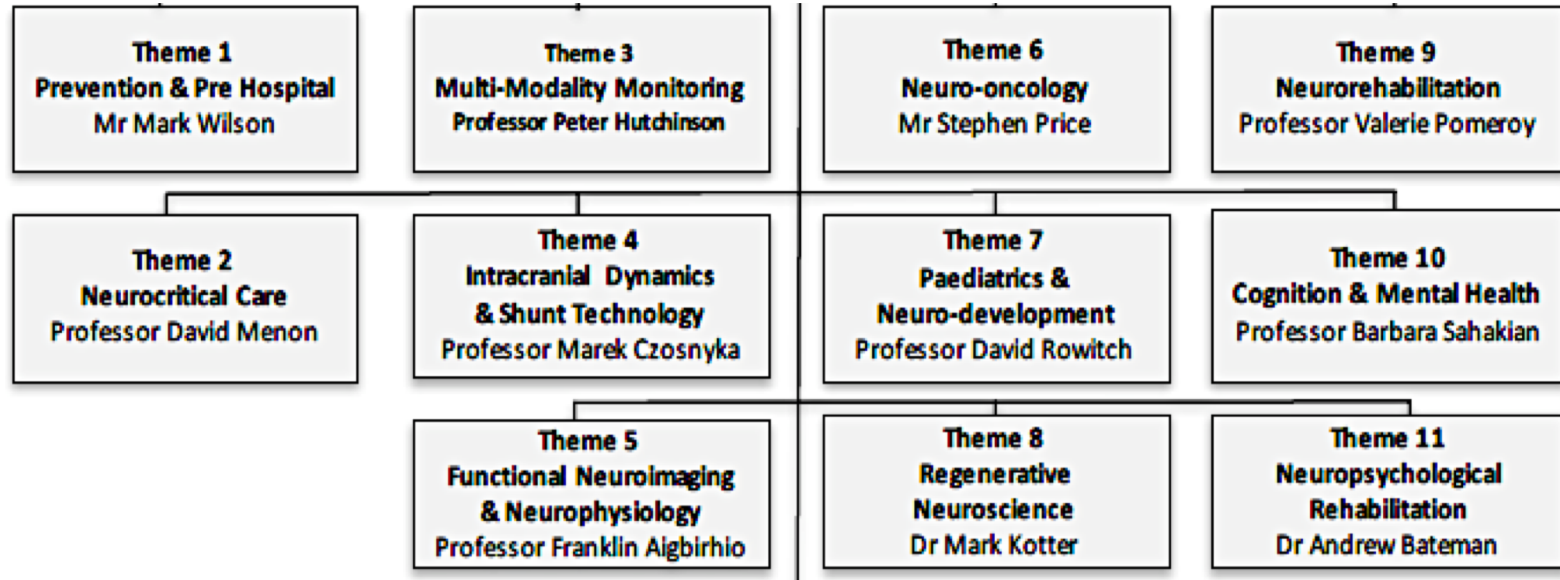 Theme 1
Prevention & Pre Hospital
Mr Mark Wilson
Theme 3
Multi-Modality Monitoring
Professor Peter Hutchinson
Theme 6
Neuro-oncology
Mr Stephen Price
Theme 9
Neurorehabilitation
Professor Valerie Pomeroy
Theme 2
Neurocritical Care
Professor David Menon
Theme 4
Intracranial Dynamics
& Shunt Technology
Professor Marek Czosnyka
Theme 7
Paediatrics &
Neuro-development
Professor David Rowitch
Theme 10
Cognition & Mental Health
Professor Barbara Sahakian
Theme 5
Functional Neuroimaging
& Neurophysiology
Professor Franklin Aigbirhio
Theme 8
Regenerative
Neuroscience
Dr Mark Kotter
Theme 11
Neuropsychological
Rehabilitation
Dr Andrew Bateman